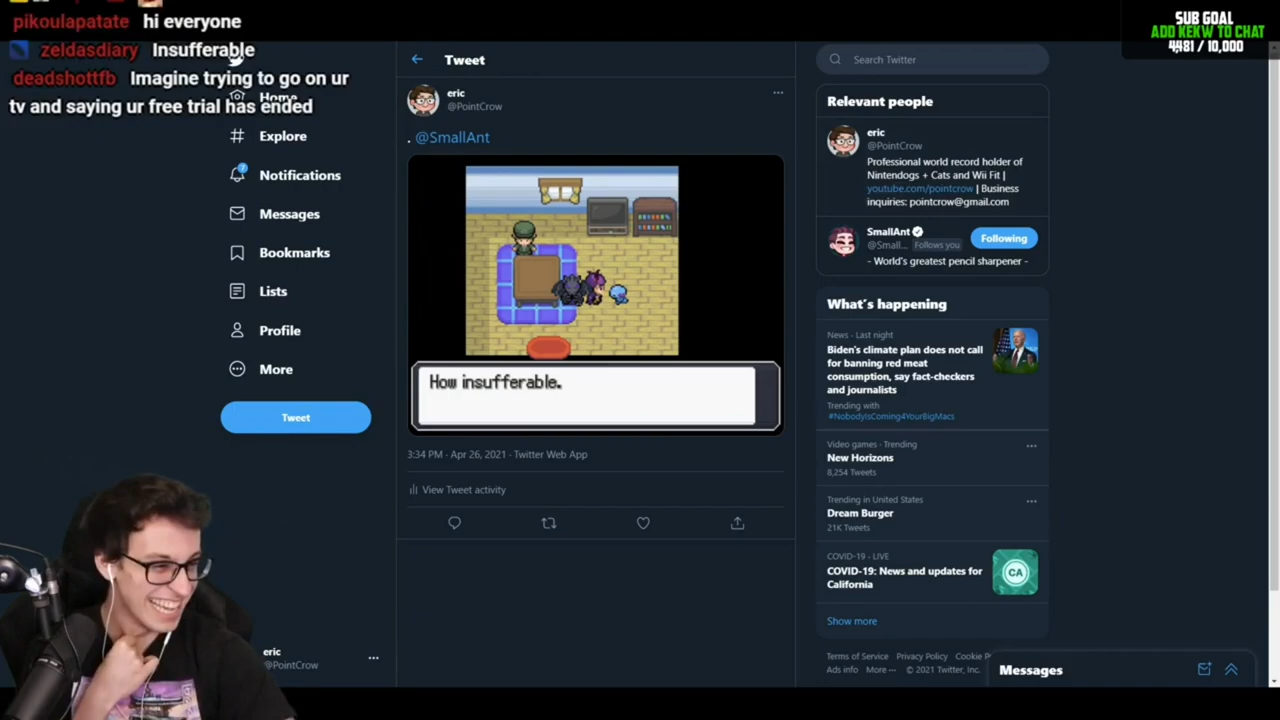 pikoulapatate hi everyone
zeldasdiary Insufferable
deadshottfb Imagine trying to go on ur
tv and saying ur free trial has ended
SUB GOAL
ADD KEKW TO CHAT
4,481 / 10,000
Home
Explore
7
Notifications
Messages
Bookmarks
Lists
Profile
More
Tweet
eric
@PointCrow
Tweet
eric
@PointCrow
. @SmallAnt
How insufferable.
3:34 PM · Apr 26, 2021 · Twitter Web App
View Tweet activity
Search Twitter
Relevant people
eric
@PointCrow
Professional world record holder of
Nintendogs + Cats and Wii Fit |
youtube.com/pointcrow | Business
inquiries: pointcrow@gmail.com
SmallAnt
@Small... Follows you
Following
- World's greatest pencil sharpener -
What's happening
News · Last night
Biden's climate plan does not call
for banning red meat
consumption, say fact-checkers
and journalists
Trending with
#NobodyIsComing4YourBigMacs
Video games · Trending
New Horizons
8,254 Tweets
Trending in United States
Dream Burger
21K Tweets
COVID-19 · LIVE
COVID-19: News and updates for
California
CA
Show more
Terms of Service Privacy Policy Cookie P
Ads info More ··· © 2021 Twitter, Inc.
Messages